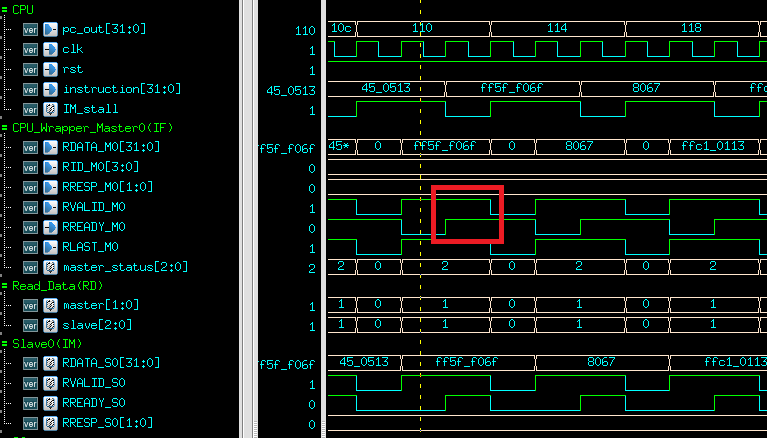 = CPU
ver pc_out[31:0] 110 10c 110 114 118
ver clk 1
ver rst 1
ver instruction[31:0] 45_0513 45_0513 ff5f_f06f 8067 ffc
ver IM_stall 1
= CPU_Wrapper_Master0(IF)
ver RDATA_M0[31:0] f5f_f06f 45* 0 ff5f_f06f 0 8067 0 ffc1_0113
ver RID_M0[3:0] 0
ver RRESP_M0[1:0] 0
ver RVALID_M0 1
ver RREADY_M0 0
ver RLAST_M0 1
ver master_status[2:0] 2 2 0 2 0 2 0 2
= Read_Data(RD)
ver master[1:0] 1 1 0 1 0 1 0 1
ver slave[2:0] 1 1 0 1 0 1 0 1
= Slave0(IM)
ver RDATA_S0[31:0] f5f_f06f 45_0513 ff5f_f06f 8067 ffc1_0113
ver RVALID_S0 1
ver RREADY_S0 0
ver RRESP_S0[1:0] 0